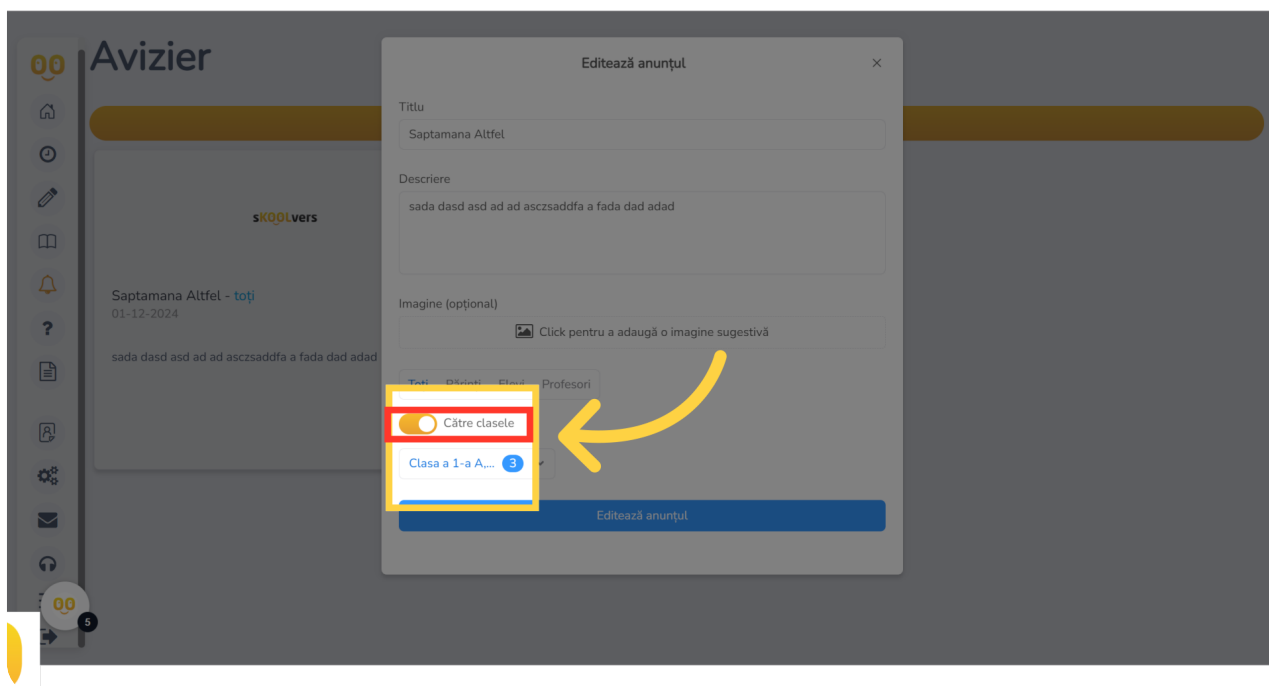 Avizier
Editează anunțul
Titlu
Saptamana Altfel
Descriere
sada dasd asd ad ad asczsaddfa a fada dad adad
sKOOLvers
Saptamana Altfel - toți
01-12-2024
sada dasd asd ad ad asczsaddfa a fada dad adad
Imagine (opțional)
Click pentru a adaugă o imagine sugestivă
Toți Părinți Elevi Profesori
Către clasele
Clasa a 1-a A,... 3
Editează anunțul
5